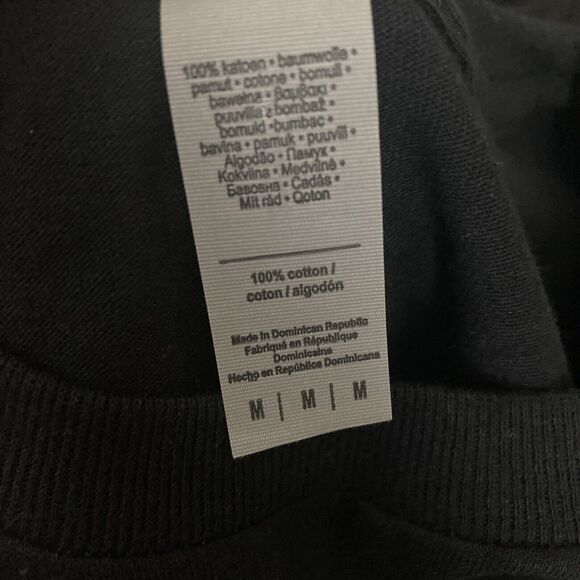 100% katoen • baumwolle •
pamut • cotone • bomull •
bawełna • βαμβακι •
puuvilla z bombaž •
bomuld • bumbac •
bavlna • pamuk • puuvill •
Algodão • Памук •
Kokvilna • Medvilnė •
Бавовна • Cadás •
Mit rád • Qoton
100% cotton /
coton / algodón
Made in Dominican Republic
Fabriqué en République
Dominicaine
Hecho en República Dominicana
M | M | M